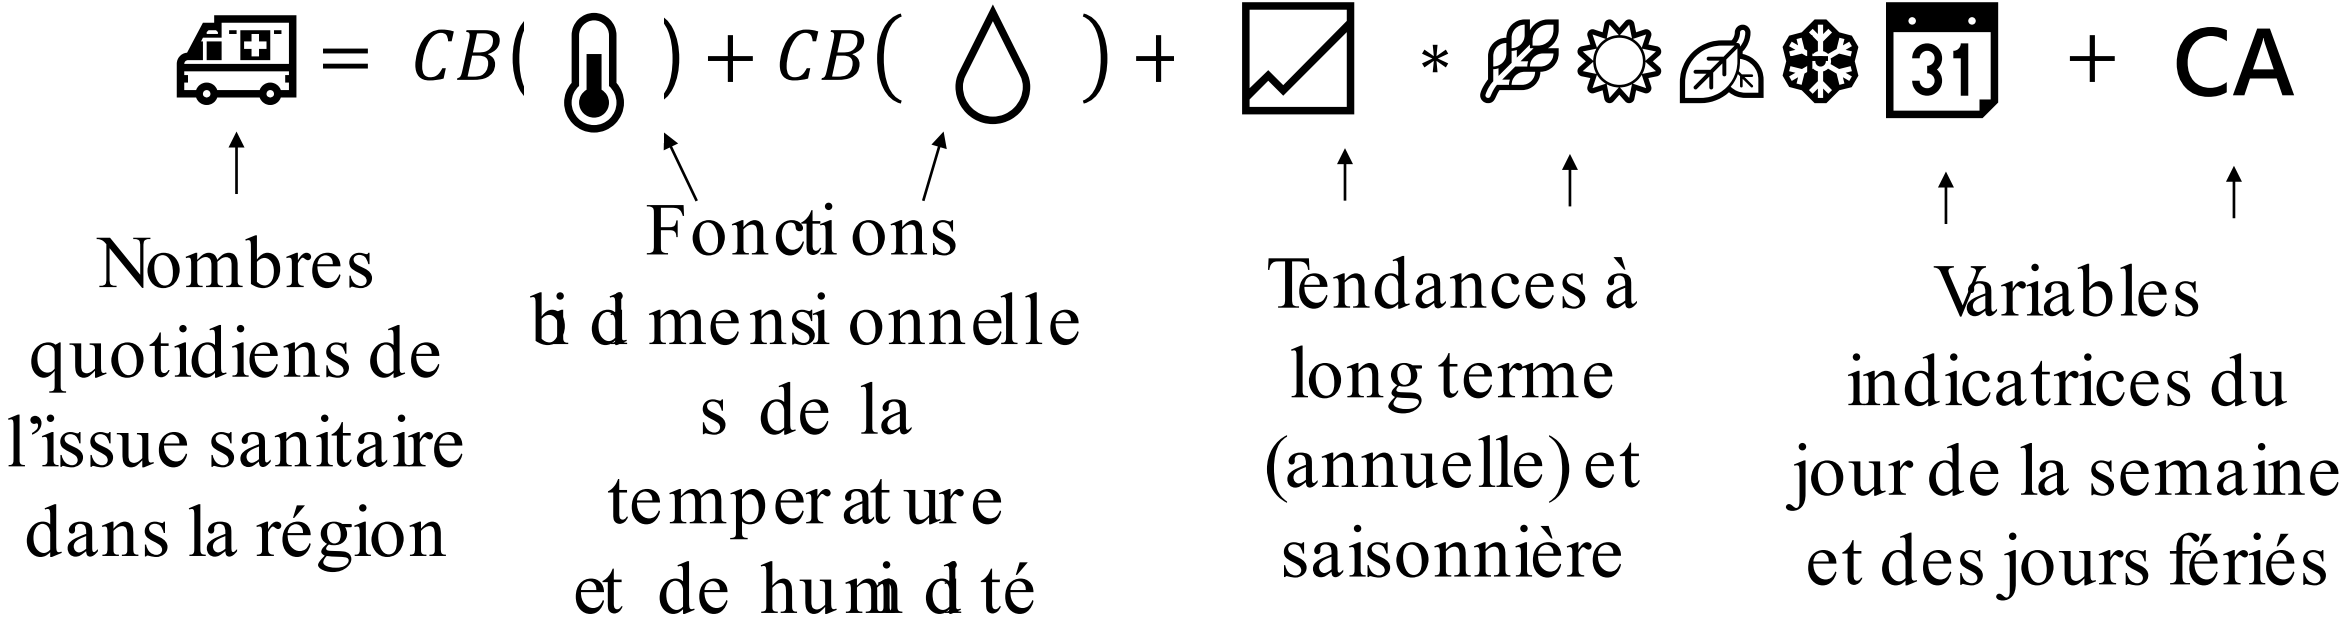 = CB( ) + CB( ) + * 31 + CA
Nombres
quotidiens de
l’issue sanitaire
dans la région
Fonctions
bidimensionnelle
s de la
temperature
et de humidité
Tendances à
long terme
(annuelle) et
saisonnière
Variables
indicatrices du
jour de la semaine
et des jours fériés